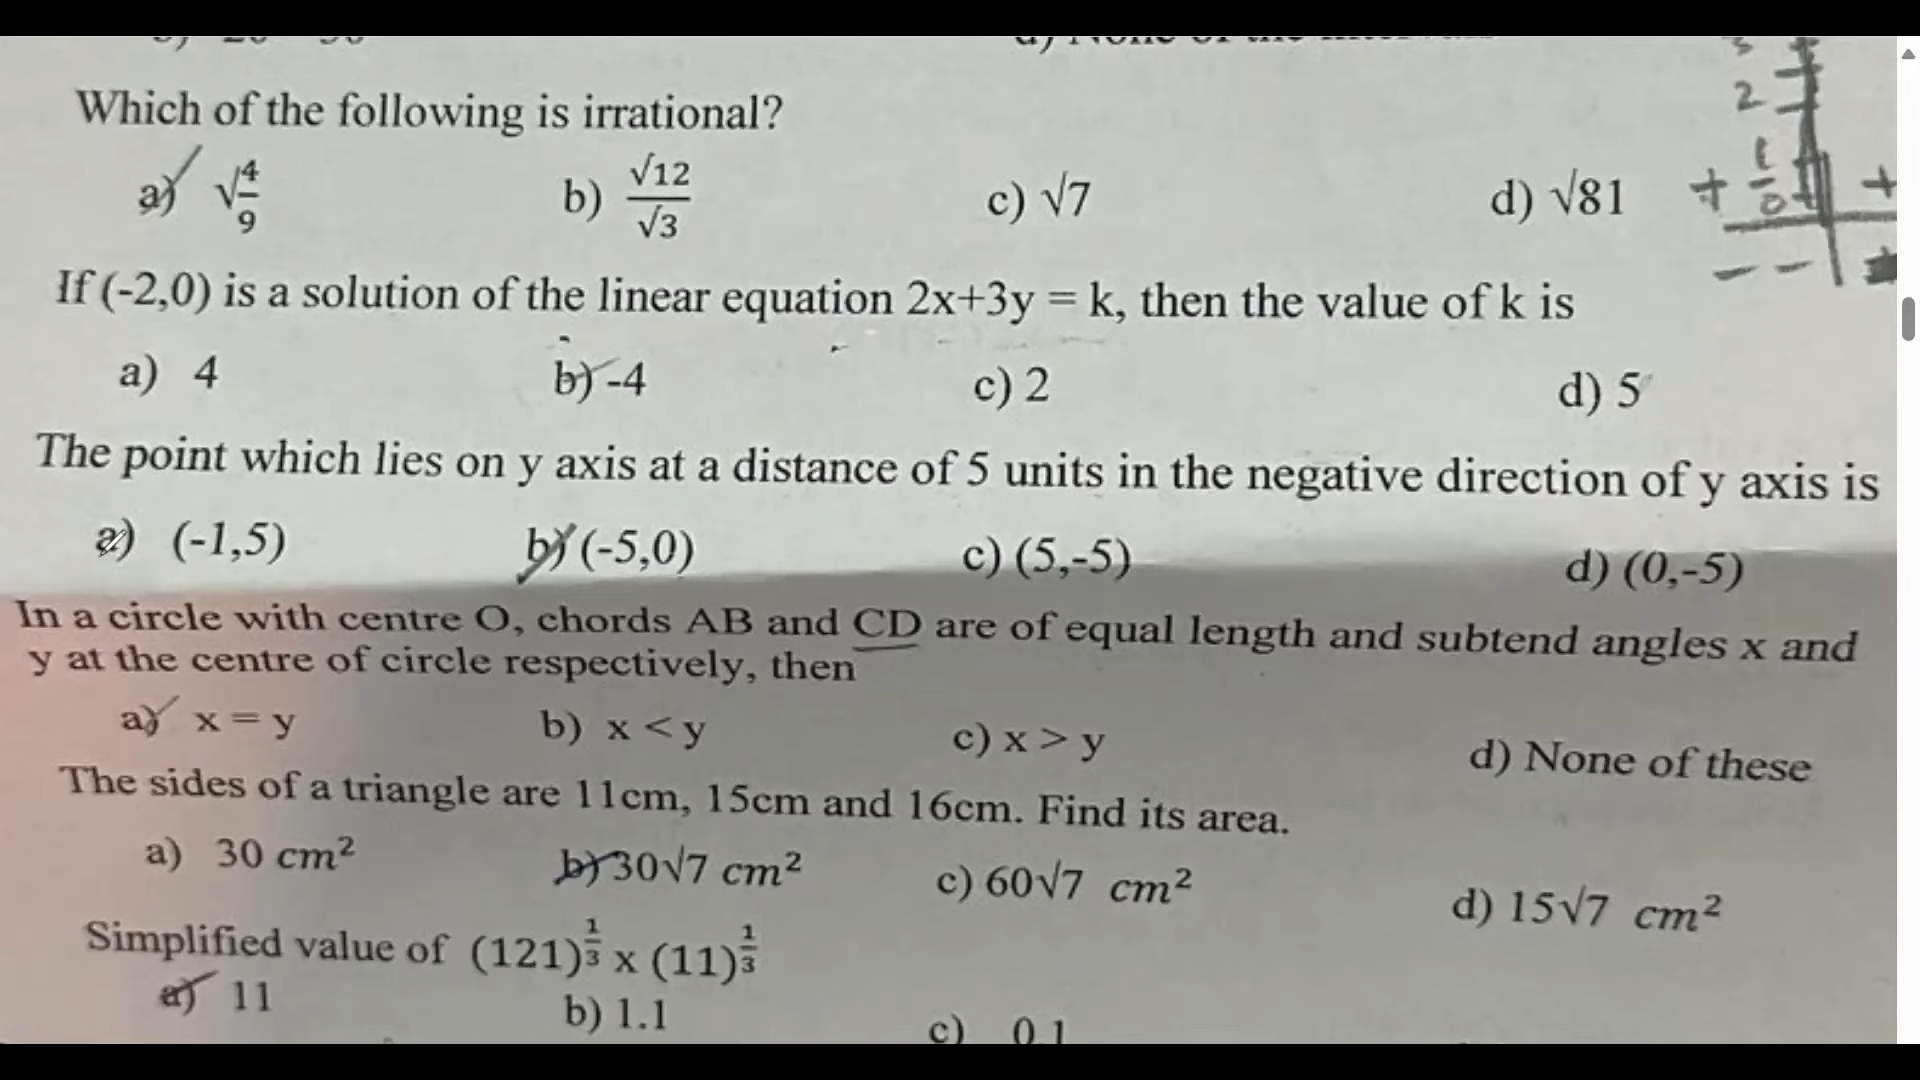 Which of the following is irrational?
a) √4/9 b) √12/√3 c) √7 d) √81
If (-2,0) is a solution of the linear equation 2x+3y = k, then the value of k is
a) 4 b) -4 c) 2 d) 5
The point which lies on y axis at a distance of 5 units in the negative direction of y axis is
a) (-1,5) b) (-5,0) c) (5,-5) d) (0,-5)
In a circle with centre O, chords AB and CD are of equal length and subtend angles x and
y at the centre of circle respectively, then
a) x = y b) x < y c) x > y d) None of these
The sides of a triangle are 11cm, 15cm and 16cm. Find its area.
a) 30 cm² b) 30√7 cm² c) 60√7 cm² d) 15√7 cm²
Simplified value of (121)^1/3 x (11)^1/3
a) 11 b) 1.1 c) 0.1